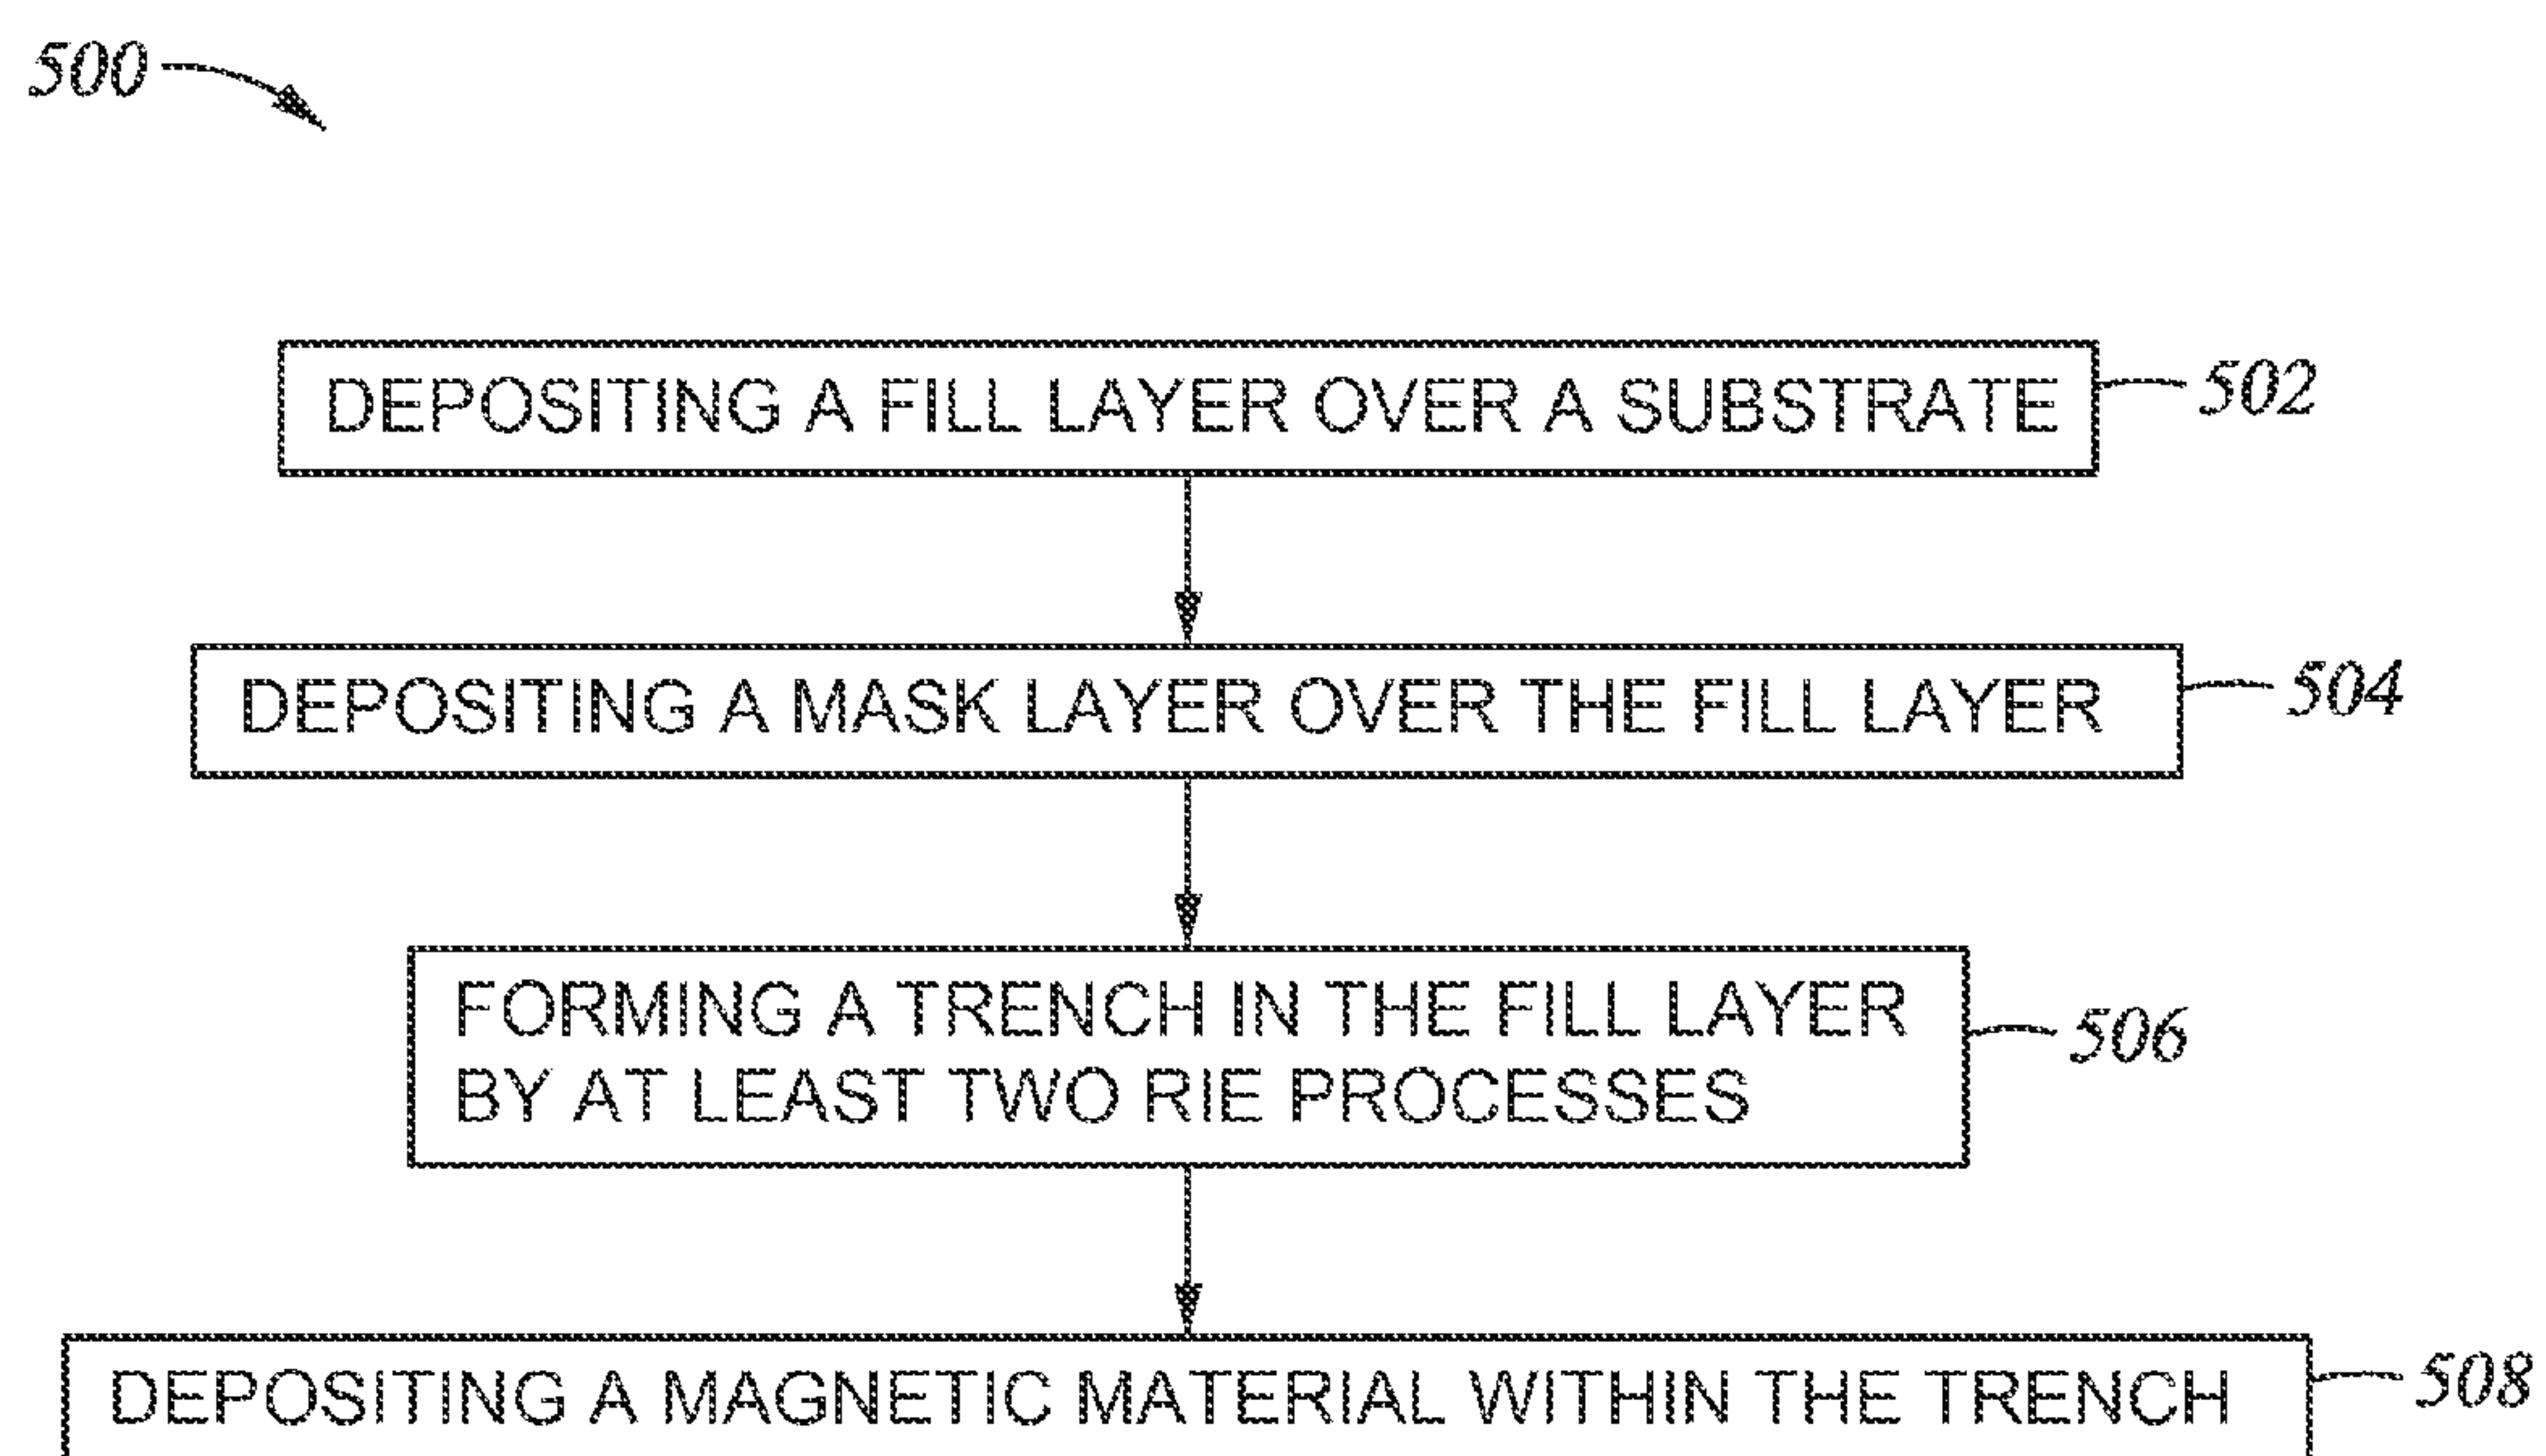 500
DEPOSITING A FILL LAYER OVER A SUBSTRATE
502
DEPOSITING A MASK LAYER OVER THE FILL LAYER
504
FORMING A TRENCH IN THE FILL LAYER
BY AT LEAST TWO RIE PROCESSES
506
DEPOSITING A MAGNETIC MATERIAL WITHIN THE TRENCH
508